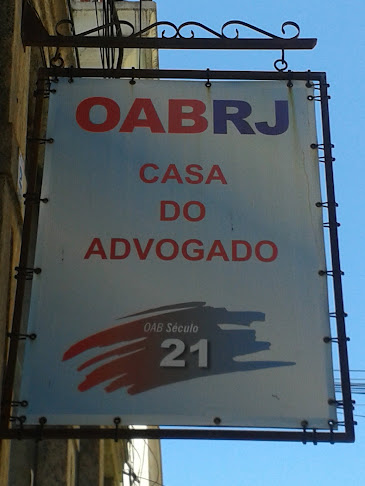 OABRJ
CASA
DO
ADVOGADO
OAB Século
21